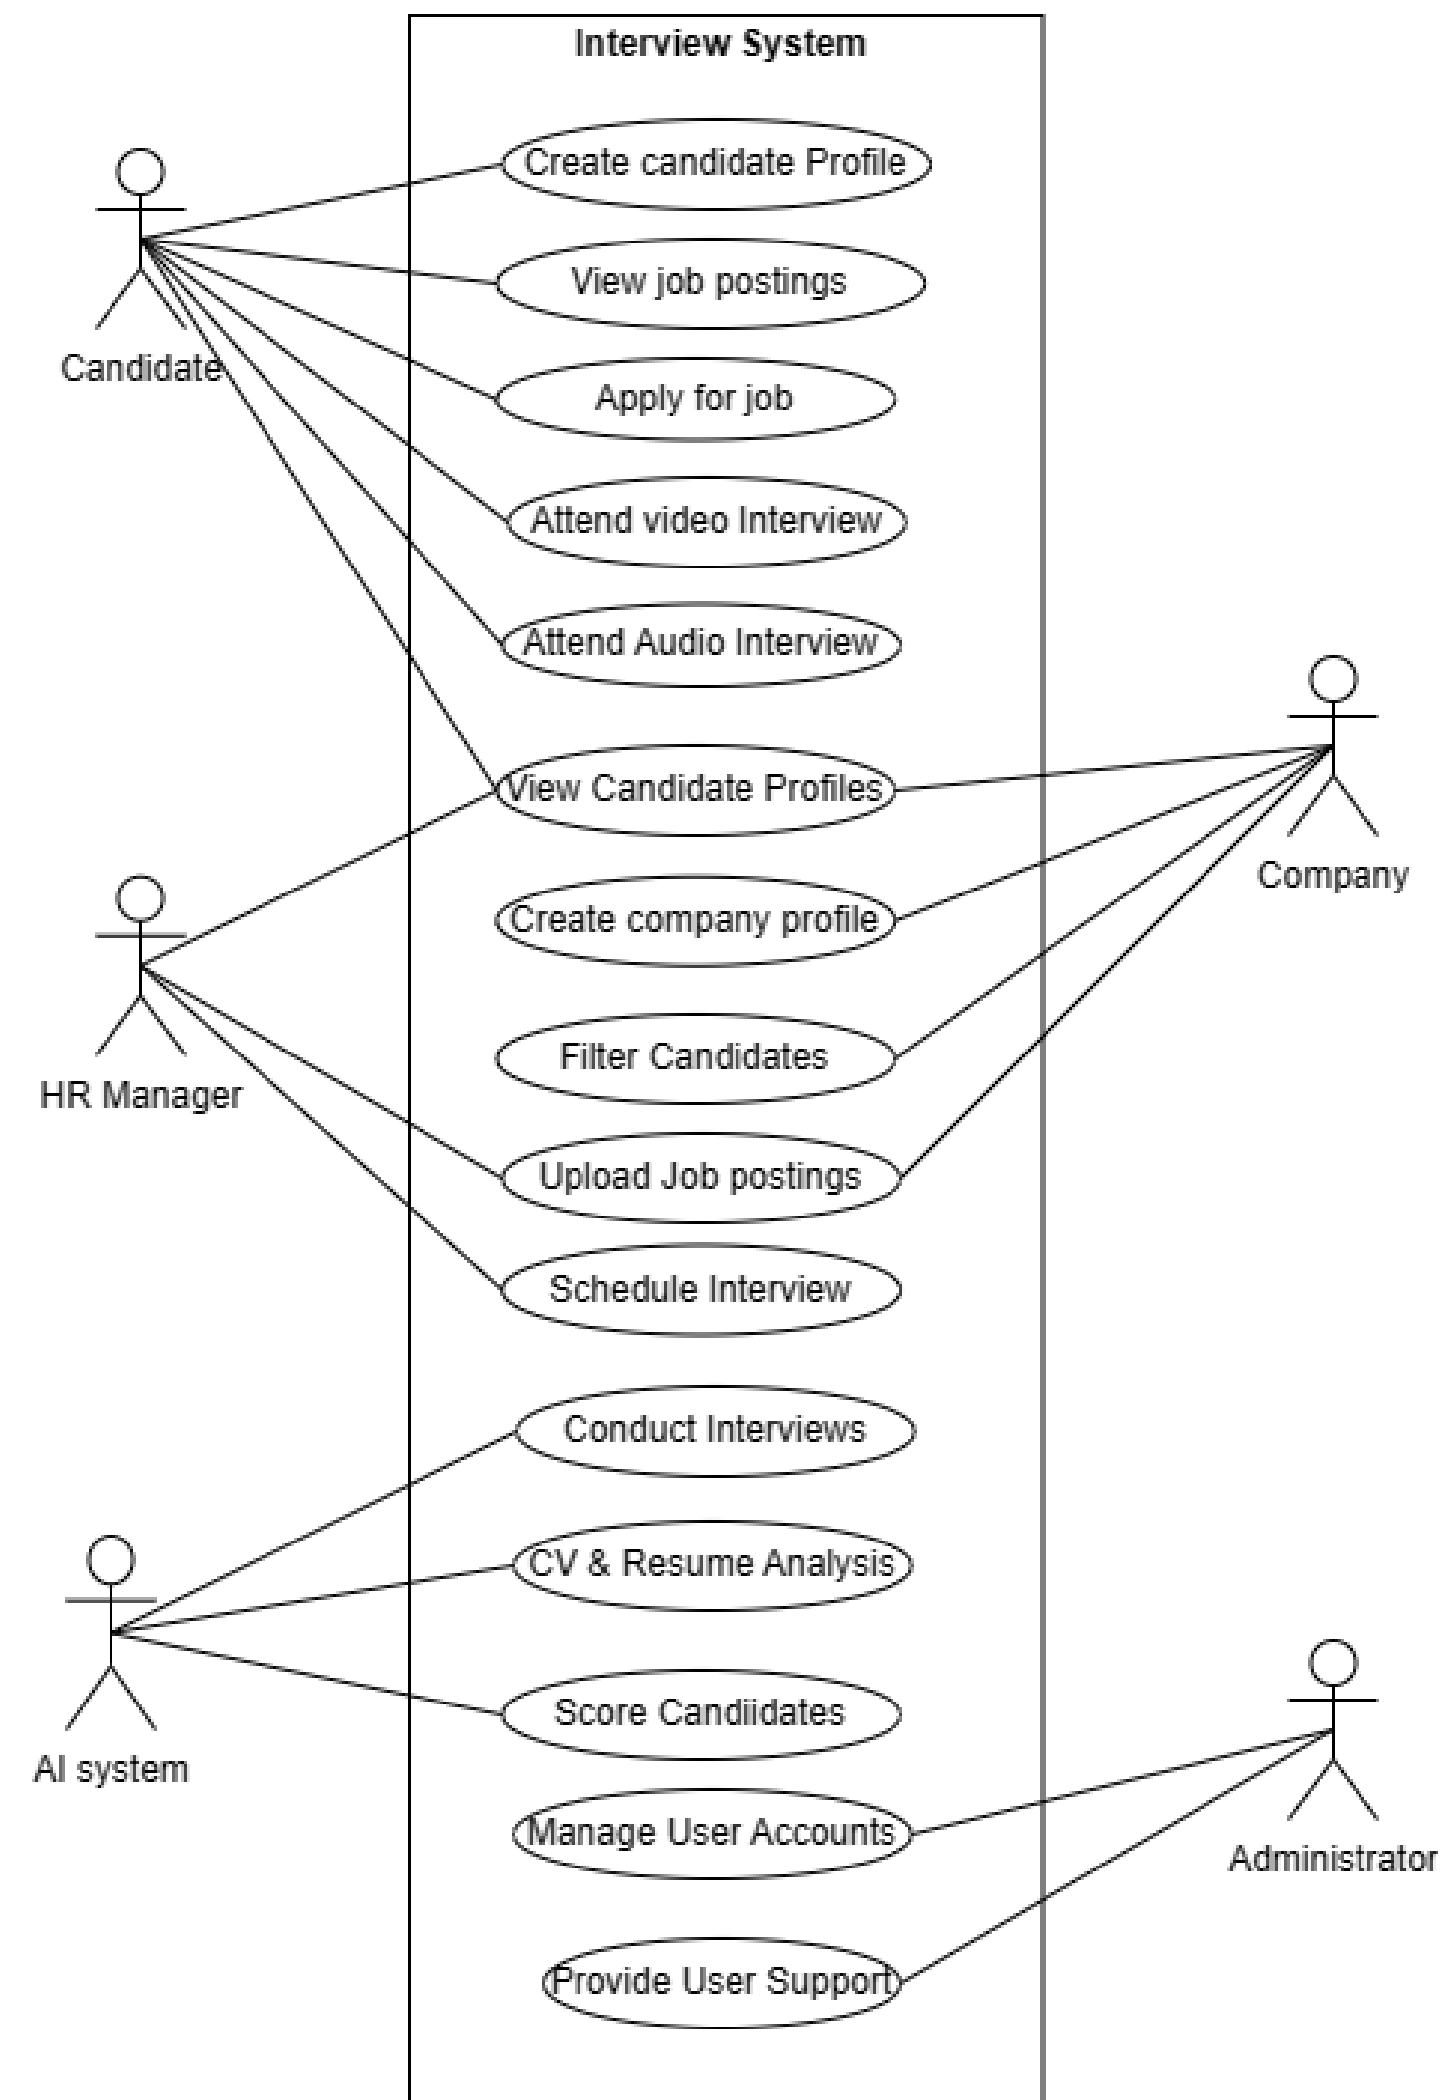 Interview System
Create candidate Profile
View job postings
Candidate
Apply for job
Attend video Interview
Attend Audio Interview
View Candidate Profiles
Company
Create company profile
Filter Candidates
HR Manager
Upload Job postings
Schedule Interview
Conduct Interviews
CV & Resume Analysis
Score Candiidates
AI system
Manage User Accounts
Administrator
Provide User Support